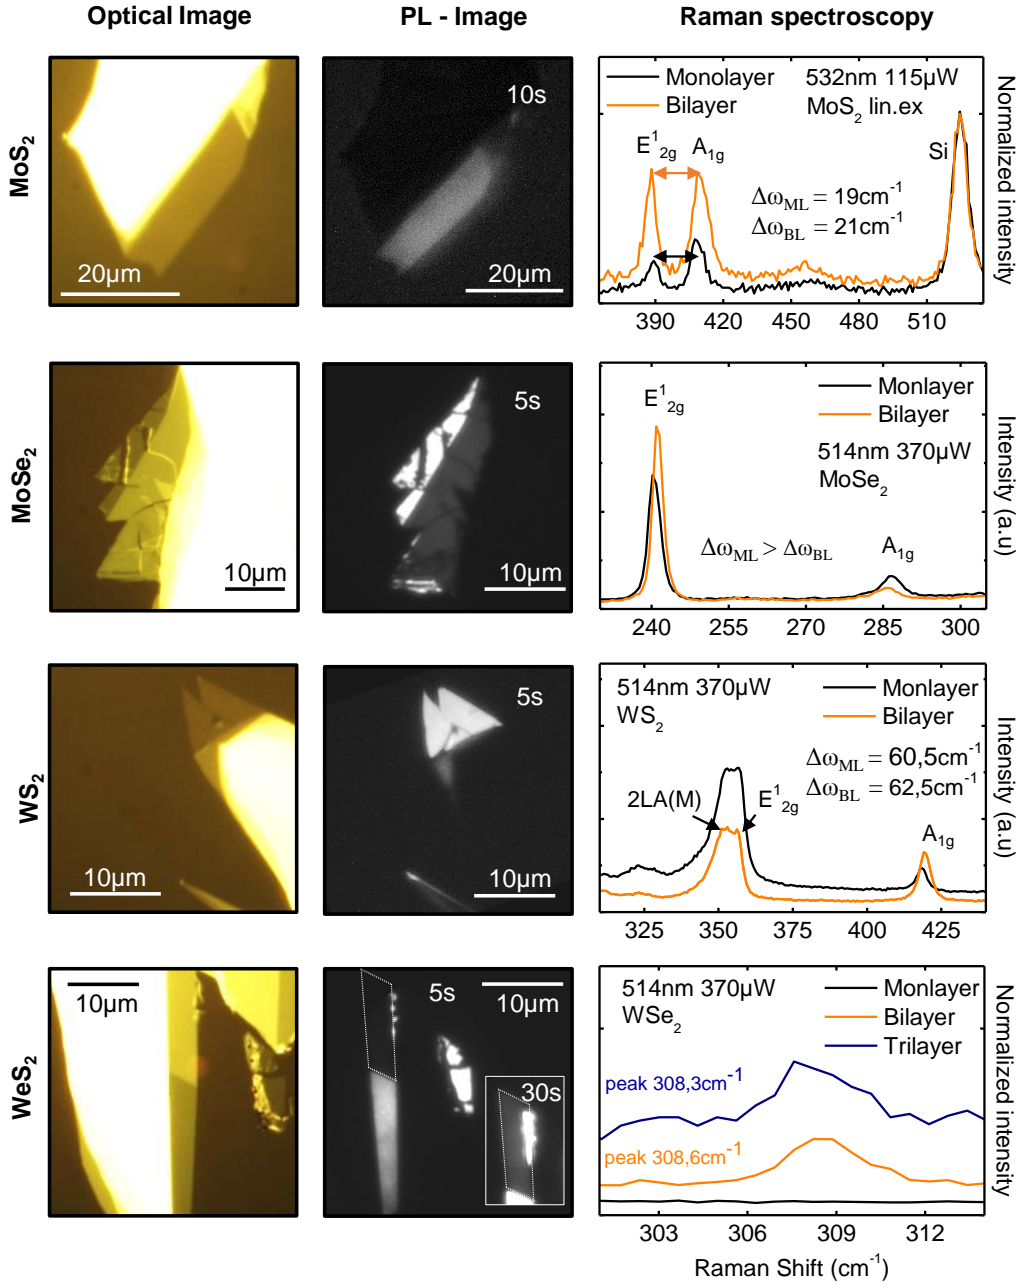 Optical Image
PL - Image
Raman spectroscopy
MoS2
20µm
10s
20µm
Monolayer
Bilayer
532nm 115µW
MoS2 lin.ex
E¹2g
A1g
Si
ΔωML = 19cm⁻¹
ΔωBL = 21cm⁻¹
390 420 450 480 510
Normalized intensity
MoSe2
10µm
5s
10µm
Monlayer
Bilayer
E¹2g
514nm 370µW
MoSe2
ΔωML > ΔωBL
A1g
240 255 270 285 300
Intensity (a.u)
WS2
10µm
5s
10µm
514nm 370µW
WS2
Monlayer
Bilayer
ΔωML = 60,5cm⁻¹
ΔωBL = 62,5cm⁻¹
2LA(M)
E¹2g
A1g
325 350 375 400 425
Intensity (a.u)
WeS2
10µm
5s
10µm
30s
514nm 370µW
WSe2
Monlayer
Bilayer
Trilayer
peak 308,3cm⁻¹
peak 308,6cm⁻¹
303 306 309 312
Normalized intensity
Raman Shift (cm⁻¹)